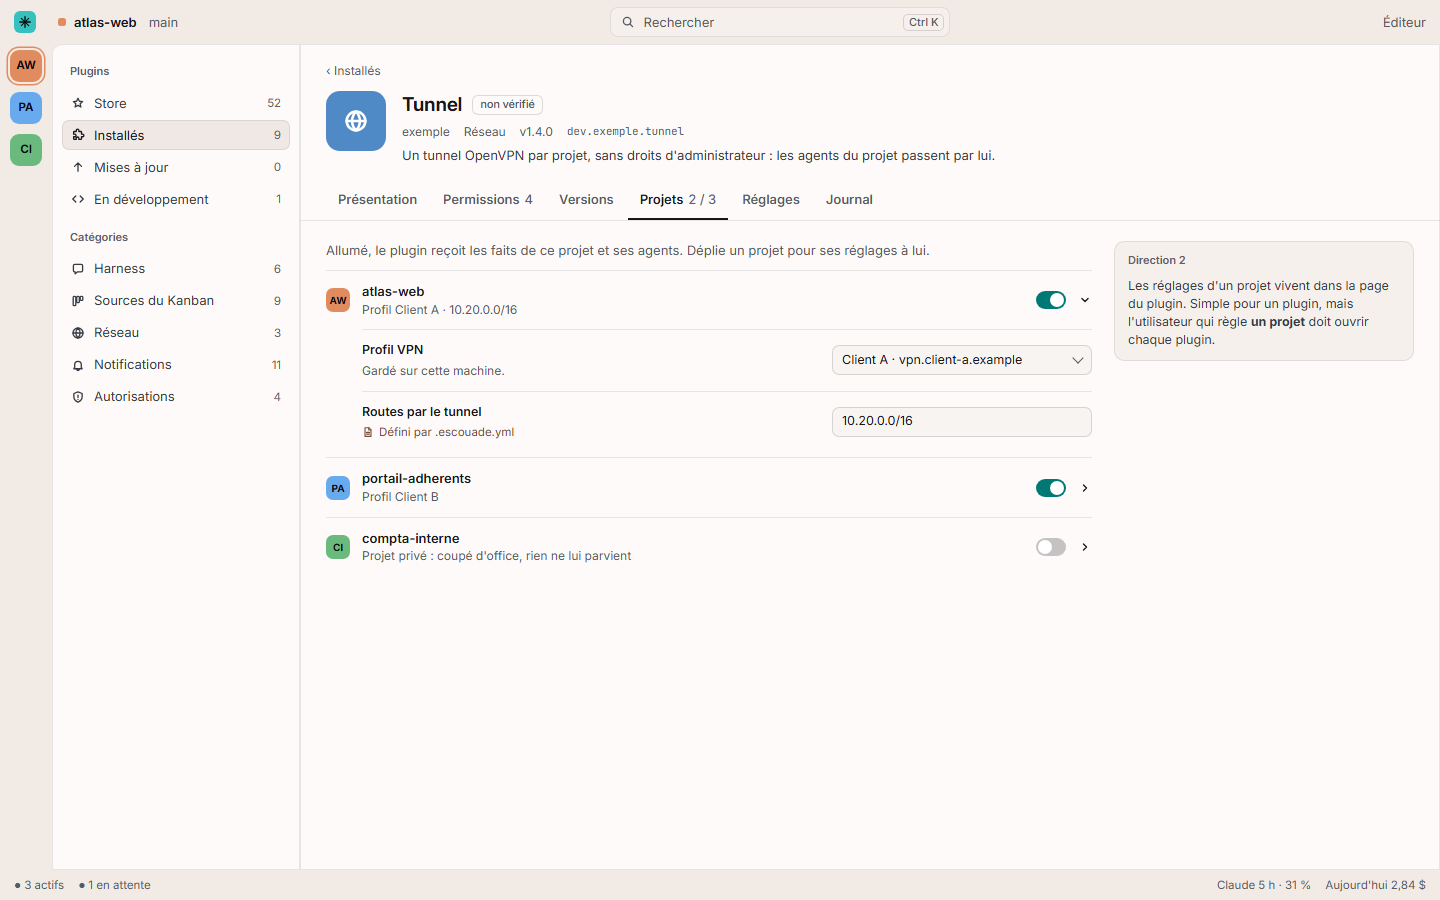 atlas-web main
Rechercher
Ctrl K
Éditeur
AW
PA
CI
Plugins
Store 52
Installés 9
Mises à jour 0
En développement 1
Catégories
Harness 6
Sources du Kanban 9
Réseau 3
Notifications 11
Autorisations 4
‹ Installés
Tunnel non vérifié
exemple Réseau v1.4.0 dev.exemple.tunnel
Un tunnel OpenVPN par projet, sans droits d'administrateur : les agents du projet passent par lui.
Présentation Permissions 4 Versions Projets 2 / 3 Réglages Journal
Allumé, le plugin reçoit les faits de ce projet et ses agents. Déplie un projet pour ses réglages à lui.
AW atlas-web
Profil Client A · 10.20.0.0/16
Profil VPN
Gardé sur cette machine.
Client A · vpn.client-a.example
Routes par le tunnel
Défini par .escouade.yml
10.20.0.0/16
PA portail-adherents
Profil Client B
CI compta-interne
Projet privé : coupé d'office, rien ne lui parvient
Direction 2
Les réglages d'un projet vivent dans la page
du plugin. Simple pour un plugin, mais
l'utilisateur qui règle un projet doit ouvrir
chaque plugin.
● 3 actifs ● 1 en attente
Claude 5 h · 31 % Aujourd'hui 2,84 $